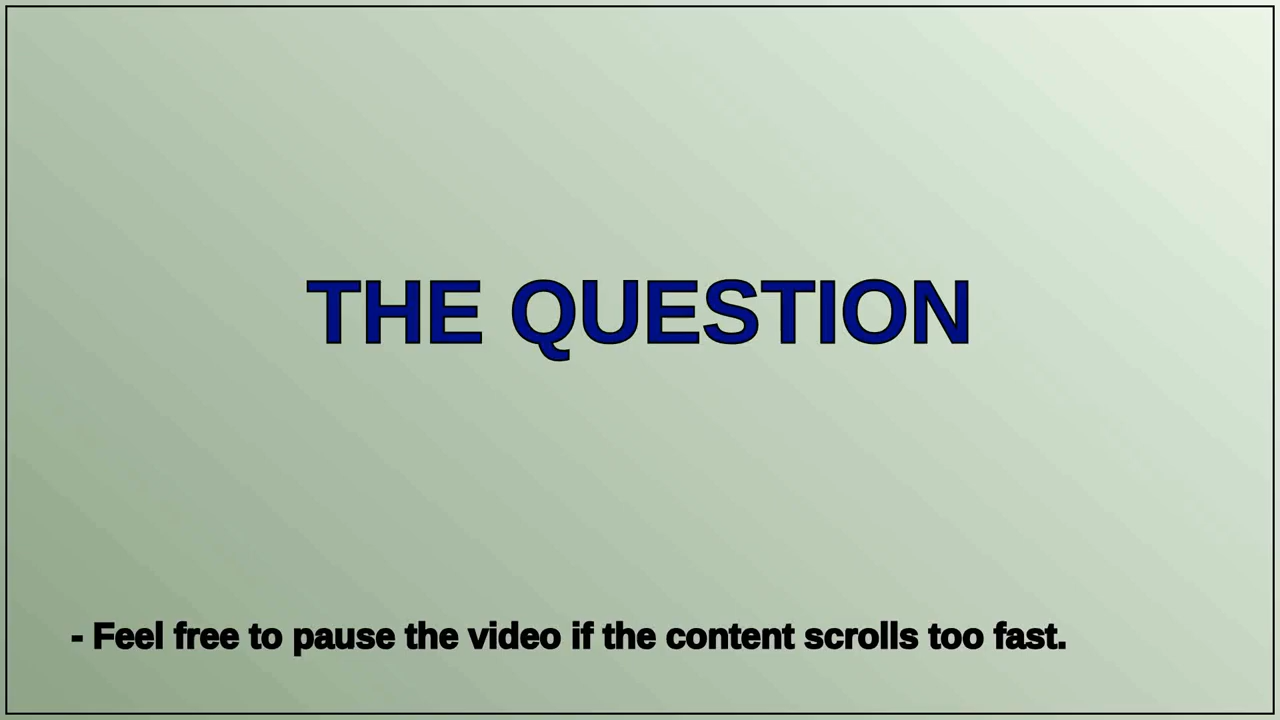 THE QUESTION
- Feel free to pause the video if the content scrolls too fast.